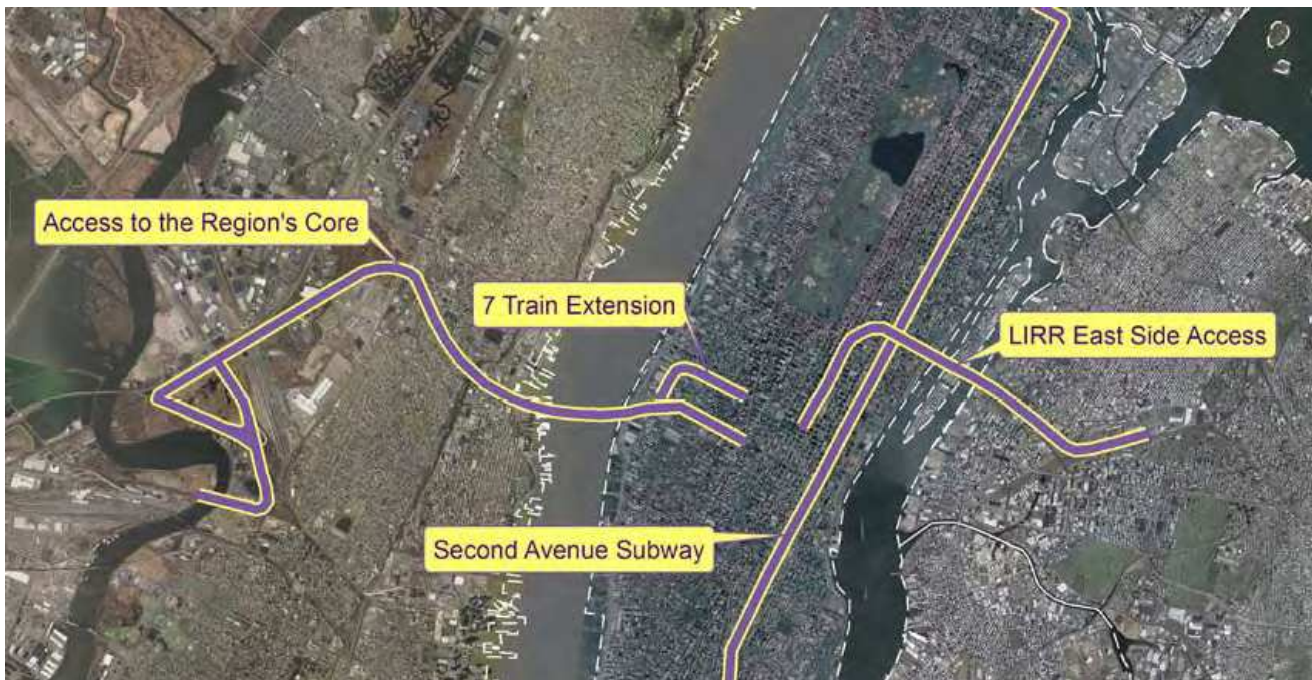 Access to the Region's Core
7 Train Extension
LIRR East Side Access
Second Avenue Subway